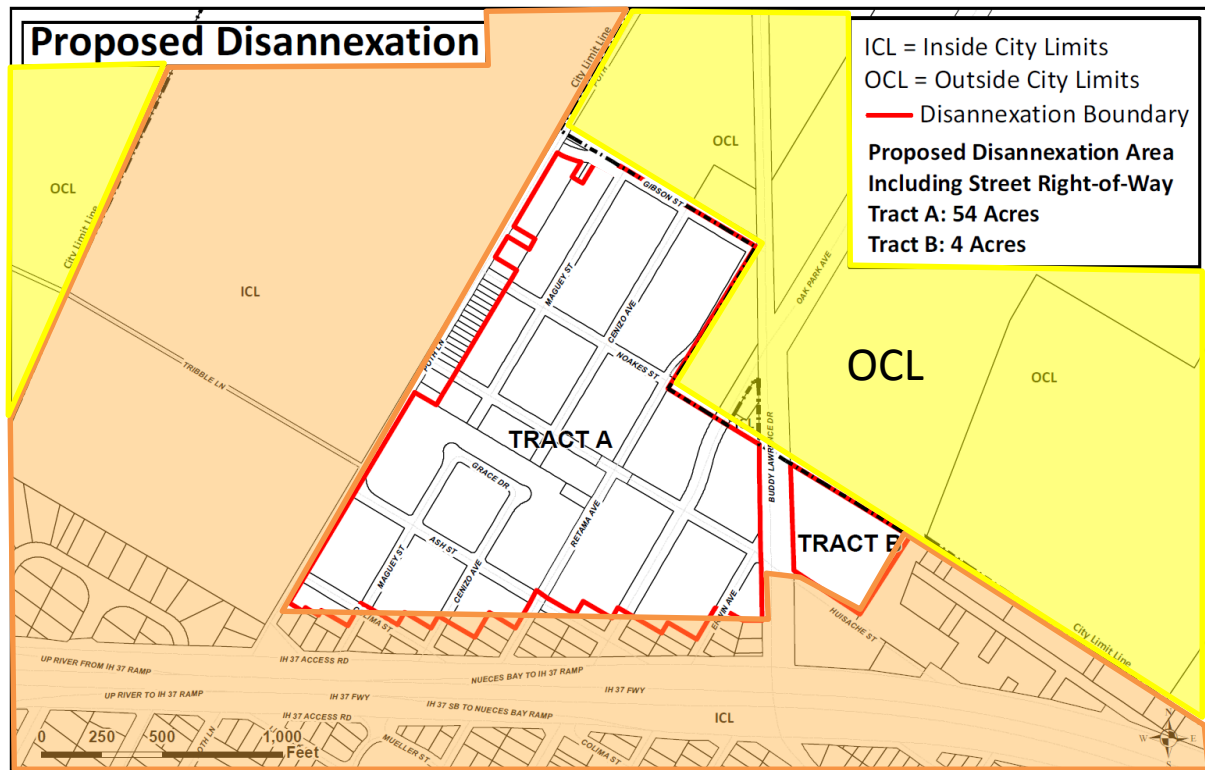 Proposed Disannexation
ICL = Inside City Limits
OCL = Outside City Limits
Disannexation Boundary
Proposed Disannexation Area
Including Street Right-of-Way
Tract A: 54 Acres
Tract B: 4 Acres
City Limit Line
OCL
OCL
City Limit Line
ICL
GIBSON ST
OAK PARK AVE
MAGUEY ST
CENIZO AVE
POTH LN
NOAKES ST
TRIBBLE LN
OCL
OCL
TRACT A
BUDDY LAWRENCE DR
GRACE DR
RETAMA AVE
ASH ST
MAGUEY ST
CENIZO AVE
TRACT B
ERWIN AVE
HUISACHE ST
City Limit Line
UP RIVER FROM IH 37 RAMP
IH 37 ACCESS RD
NUECES BAY TO IH 37 RAMP
UP RIVER TO IH 37 RAMP
IH 37 FWY
IH 37 FWY
IH 37 SB TO NUECES BAY RAMP
IH 37 ACCESS RD
ICL
MUELLER ST
COLIMA ST
0 250 500 1,000
Feet
N
W E
S